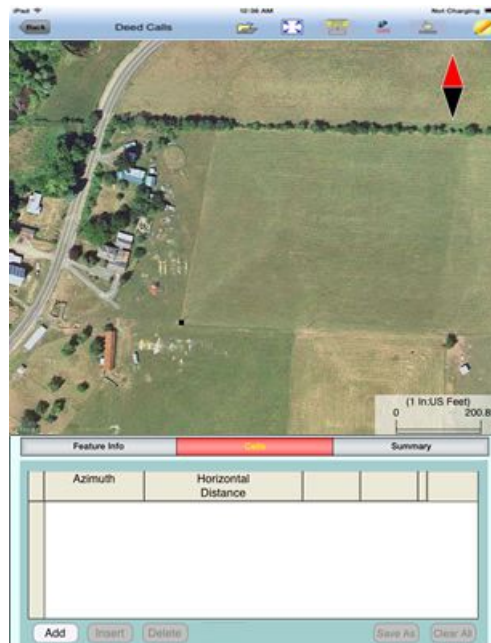 iPad 12:36 AM Not Charging
Back Deed Calls
(1 In:US Feet)
0 200.8
Feature Info Calls Summary
Azimuth Horizontal
Distance
Add Insert Delete Save As Clear All